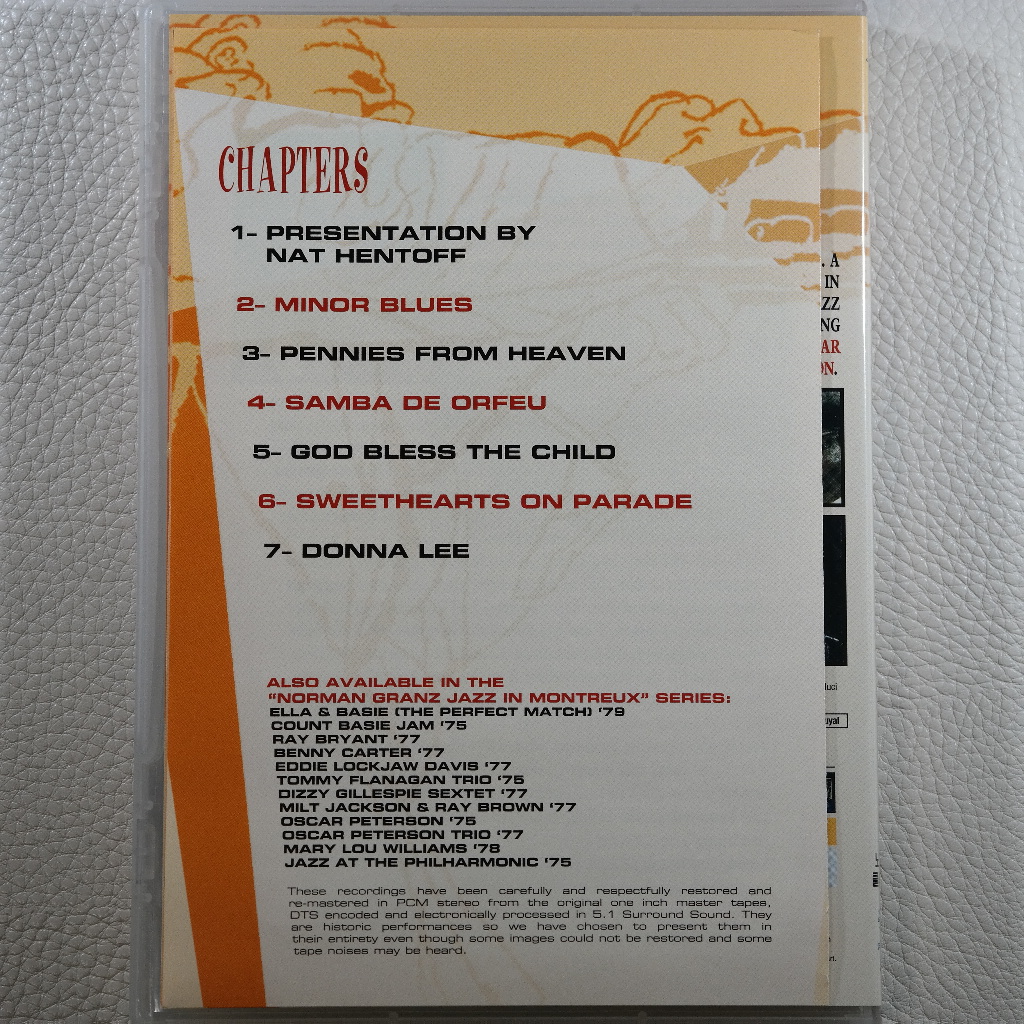 CHAPTERS
1- PRESENTATION BY
NAT HENTOFF
2- MINOR BLUES
3- PENNIES FROM HEAVEN
4- SAMBA DE ORFEU
5- GOD BLESS THE CHILD
6- SWEETHEARTS ON PARADE
7- DONNA LEE
ALSO AVAILABLE IN THE
"NORMAN GRANZ JAZZ IN MONTREUX" SERIES:
ELLA & BASIE (THE PERFECT MATCH) '79
COUNT BASIE JAM '75
RAY BRYANT '77
BENNY CARTER '77
EDDIE LOCKJAW DAVIS '77
TOMMY FLANAGAN TRIO '75
DIZZY GILLESPIE SEXTET '77
MILT JACKSON & RAY BROWN '77
OSCAR PETERSON '75
OSCAR PETERSON TRIO '77
MARY LOU WILLIAMS '78
JAZZ AT THE PHILHARMONIC '75
These recordings have been carefully and respectfully restored and
re-mastered in PCM stereo from the original one inch master tapes,
DTS encoded and electronically processed in 5.1 Surround Sound. They
are historic performances so we have chosen to present them in
their entirety even though some images could not be restored and some
tape noises may be heard.
. A
IN
ZZ
NG
AR
ON.